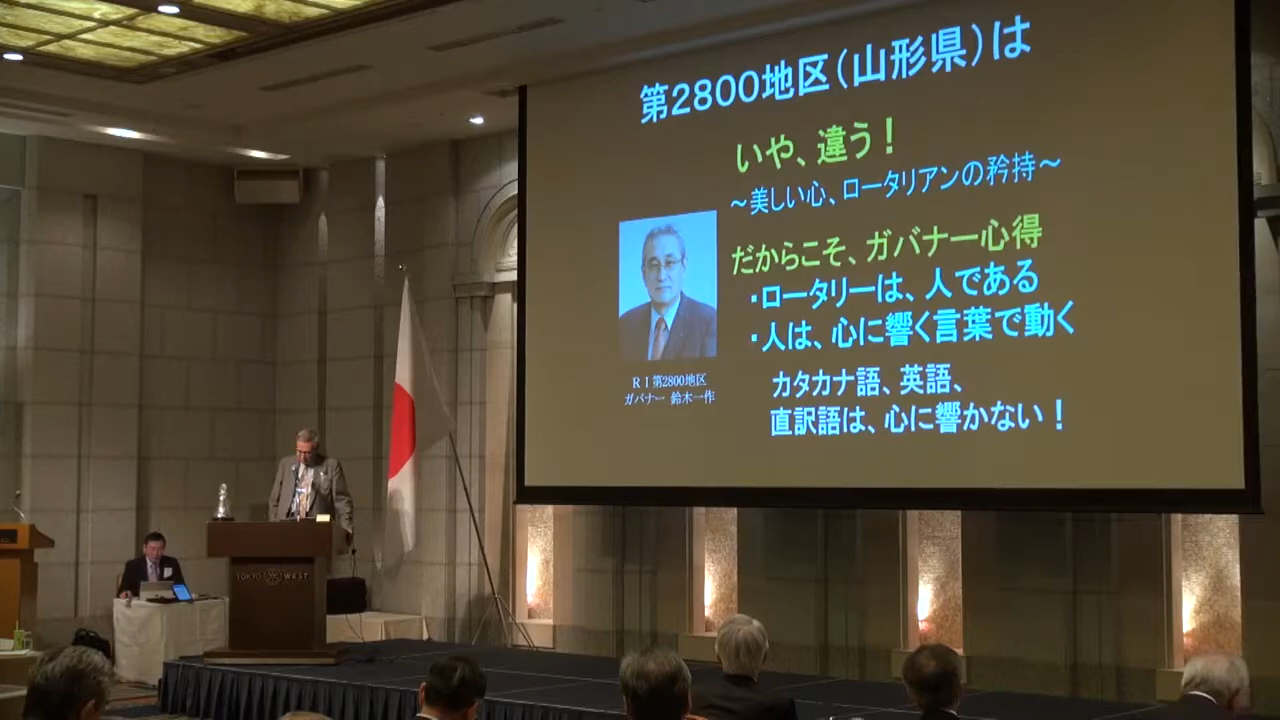 第2800地区(山形県)は
いや、違う!
~美しい心、ロータリアンの矜持~
だからこそ、ガバナー心得
・ロータリーは、人である
・人は、心に響く言葉で動く
カタカナ語、英語、
直訳語は、心に響かない!
RI第2800地区
ガバナー 鈴木一作
TOKYO WEST